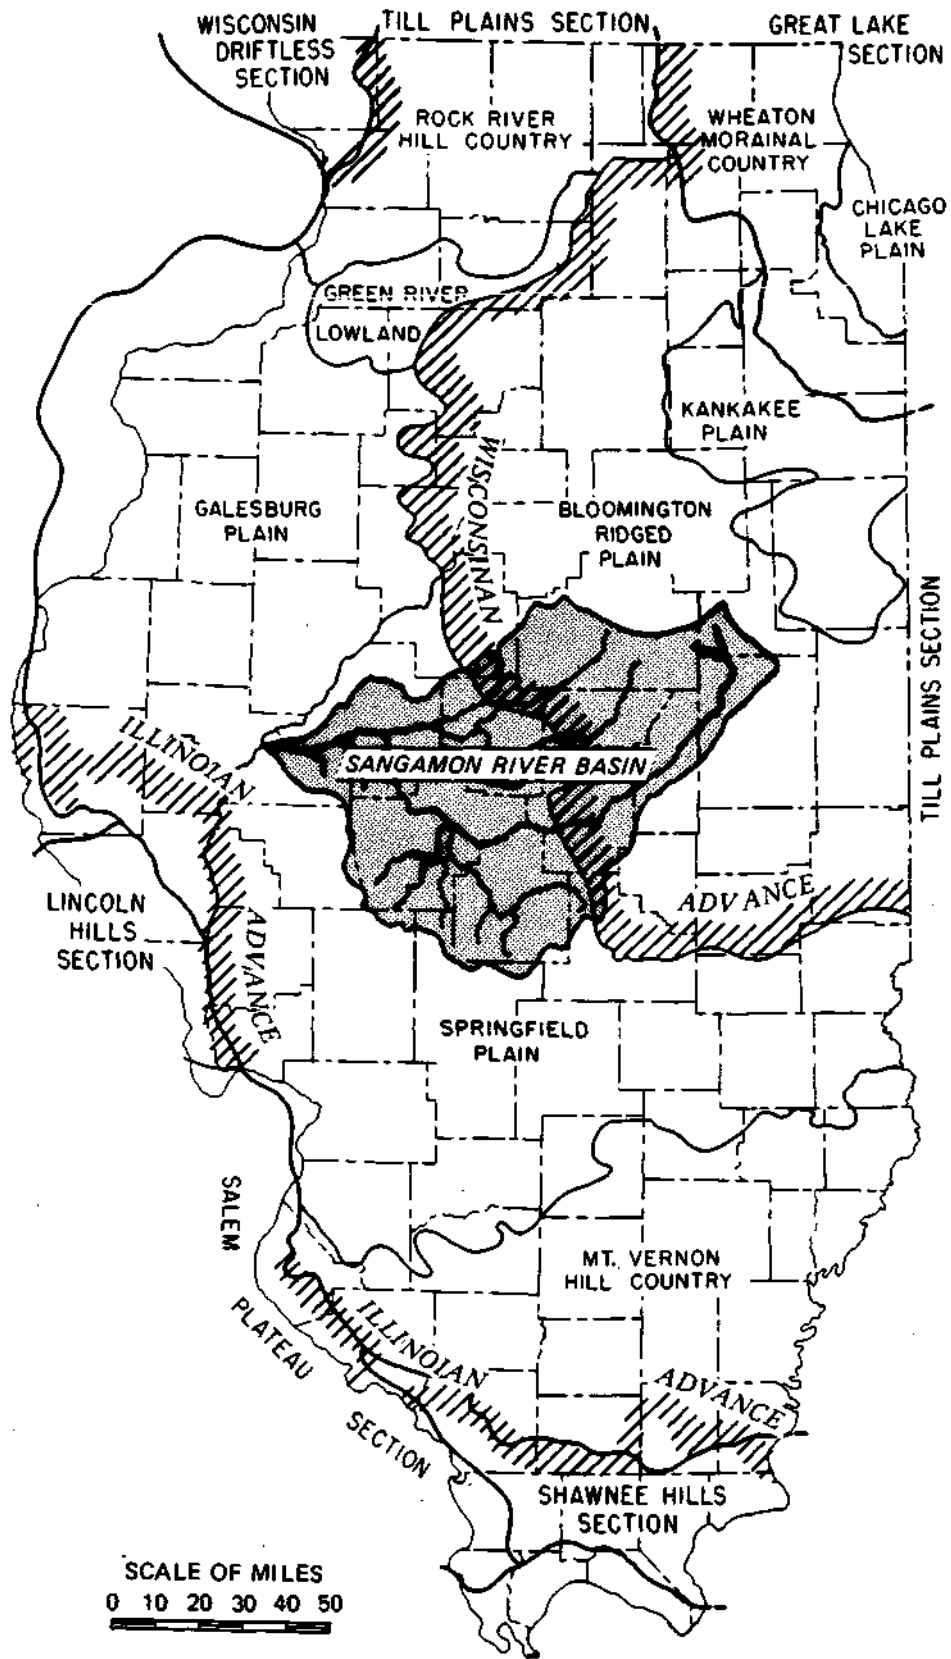 WISCONSIN
DRIFTLESS
SECTION
TILL PLAINS SECTION
GREAT LAKE
SECTION
ROCK RIVER
HILL COUNTRY
WHEATON
MORAINAL
COUNTRY
CHICAGO
LAKE
PLAIN
GREEN RIVER
LOWLAND
KANKAKEE
PLAIN
GALESBURG
PLAIN
WISCONSINAN
BLOOMINGTON
RIDGED
PLAIN
TILL PLAINS SECTION
ILLINOIAN
SANGAMON RIVER BASIN
ADVANCE
LINCOLN
HILLS
SECTION
ADVANCE
SPRINGFIELD
PLAIN
SALEM
PLATEAU
SECTION
MT. VERNON
HILL COUNTRY
ILLINOIAN
ADVANCE
SHAWNEE HILLS
SECTION
SCALE OF MILES
0 10 20 30 40 50